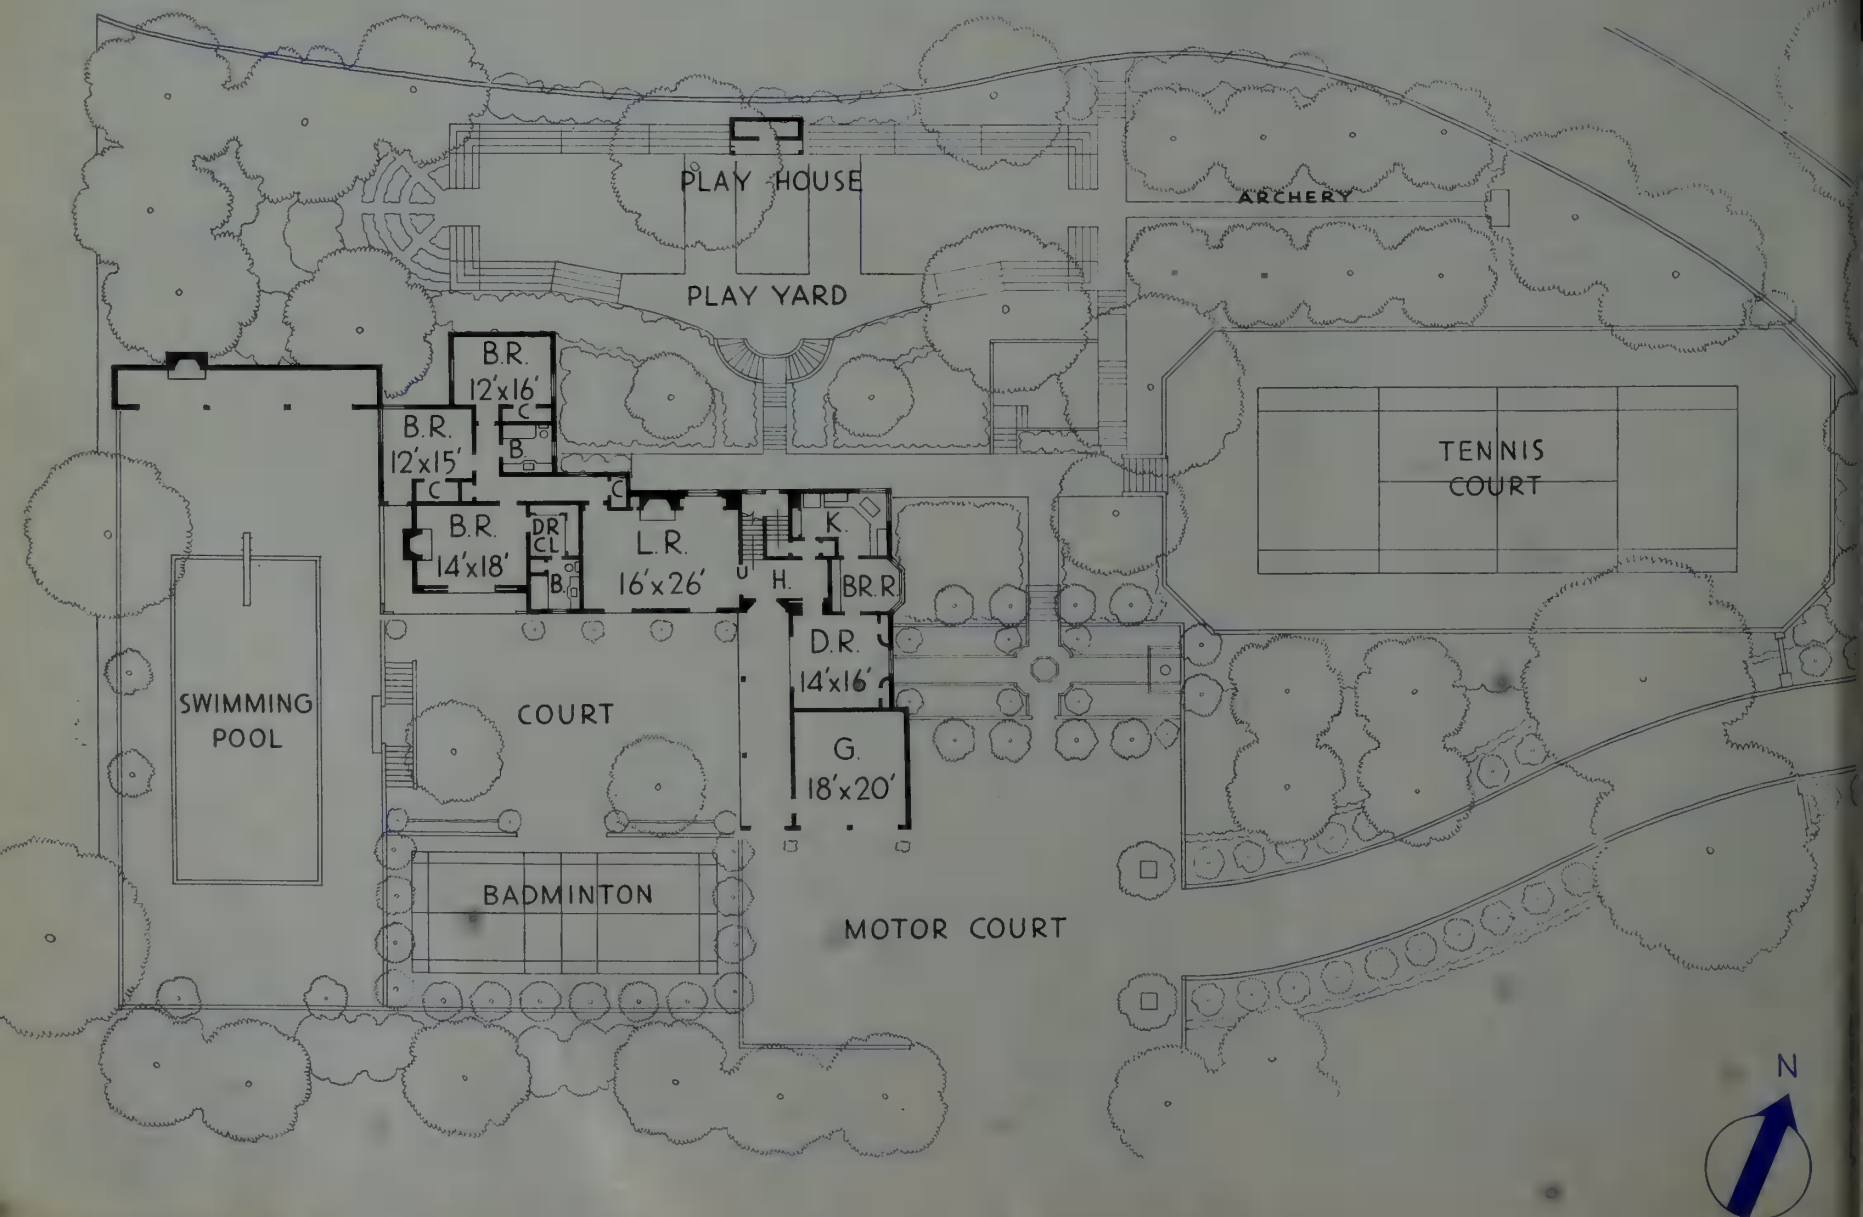 PLAY HOUSE
ARCHERY
PLAY YARD
B.R.
12'x16'
C
B.R.
12'x15'
C
B.
C
B.R.
14'x18'
DR
CL
B.
L.R.
16'x26'
U
H.
K.
BR.R.
D.R.
14'x16'
G.
18'x20'
TENNIS
COURT
SWIMMING
POOL
COURT
BADMINTON
MOTOR COURT
N